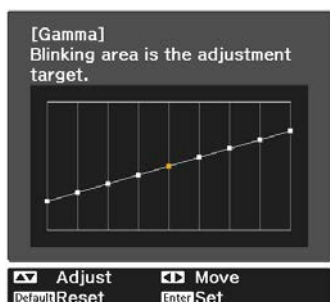 [Gamma]
Blinking area is the adjustment
target.
Adjust Move
Default Reset Enter Set